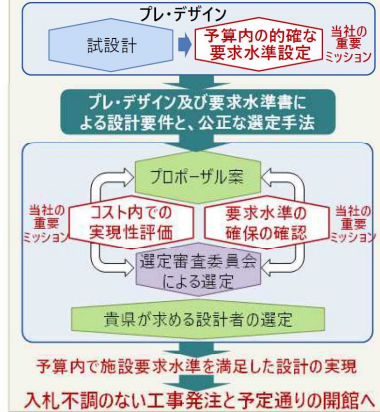 プレ・デザイン
試設計
予算内の的確な
要求水準設定
当社の
重要
ミッション
プレ・デザイン及び要求水準書に
よる設計要件と、公正な選定手法
プロポーザル案
当社の
重要
ミッション
コスト内での
実現性評価
要求水準の
確保の確認
当社の
重要
ミッション
選定審査委員会
による選定
貴県が求める設計者の選定
予算内で施設要求水準を満足した設計の実現
入札不調のない工事発注と予定通りの開館へ